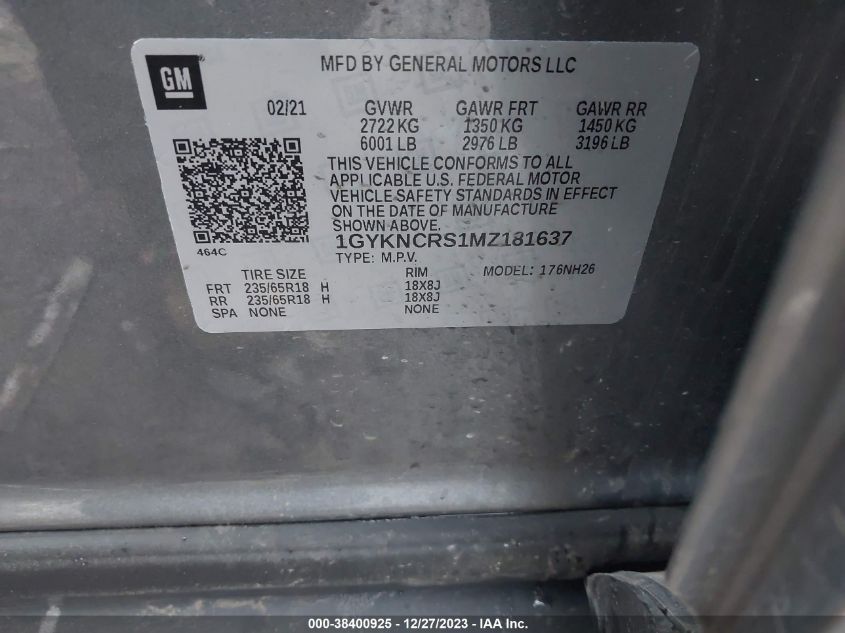 GM
MFD BY GENERAL MOTORS LLC
02/21 GVWR GAWR FRT GAWR RR
2722 KG 1350 KG 1450 KG
6001 LB 2976 LB 3196 LB
THIS VEHICLE CONFORMS TO ALL
APPLICABLE U.S. FEDERAL MOTOR
VEHICLE SAFETY STANDARDS IN EFFECT
ON THE DATE OF MANUFACTURE
SHOWN ABOVE.
1GYKNCRS1MZ181637
464C
TYPE: M.P.V. MODEL: 176NH26
TIRE SIZE RIM
FRT 235/65R18 H 18X8J
RR 235/65R18 H 18X8J
SPA NONE NONE
000-38400925 - 12/27/2023 - IAA